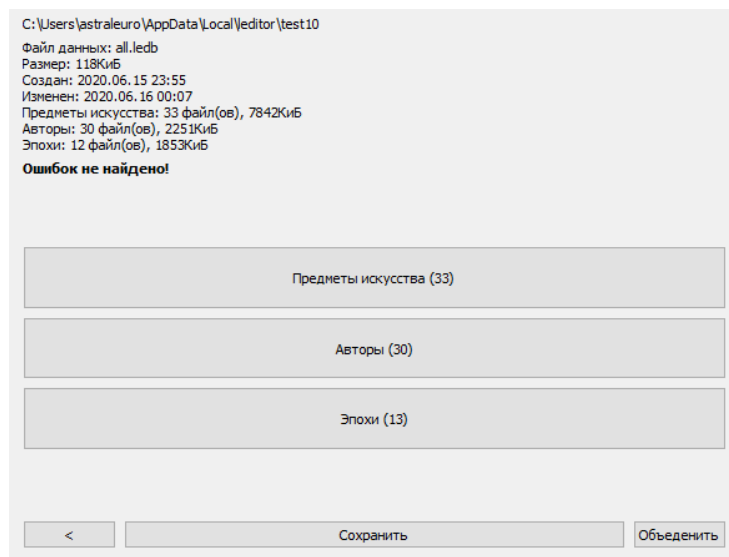 C:\Users\astraleuro\AppData\Local\leditor\test10
Файл данных: all.ledb
Размер: 118КиБ
Создан: 2020.06.15 23:55
Изменен: 2020.06.16 00:07
Предметы искусства: 33 файл(ов), 7842КиБ
Авторы: 30 файл(ов), 2251КиБ
Эпохи: 12 файл(ов), 1853КиБ
Ошибок не найдено!
Предметы искусства (33)
Авторы (30)
Эпохи (13)
< Сохранить Объеденить